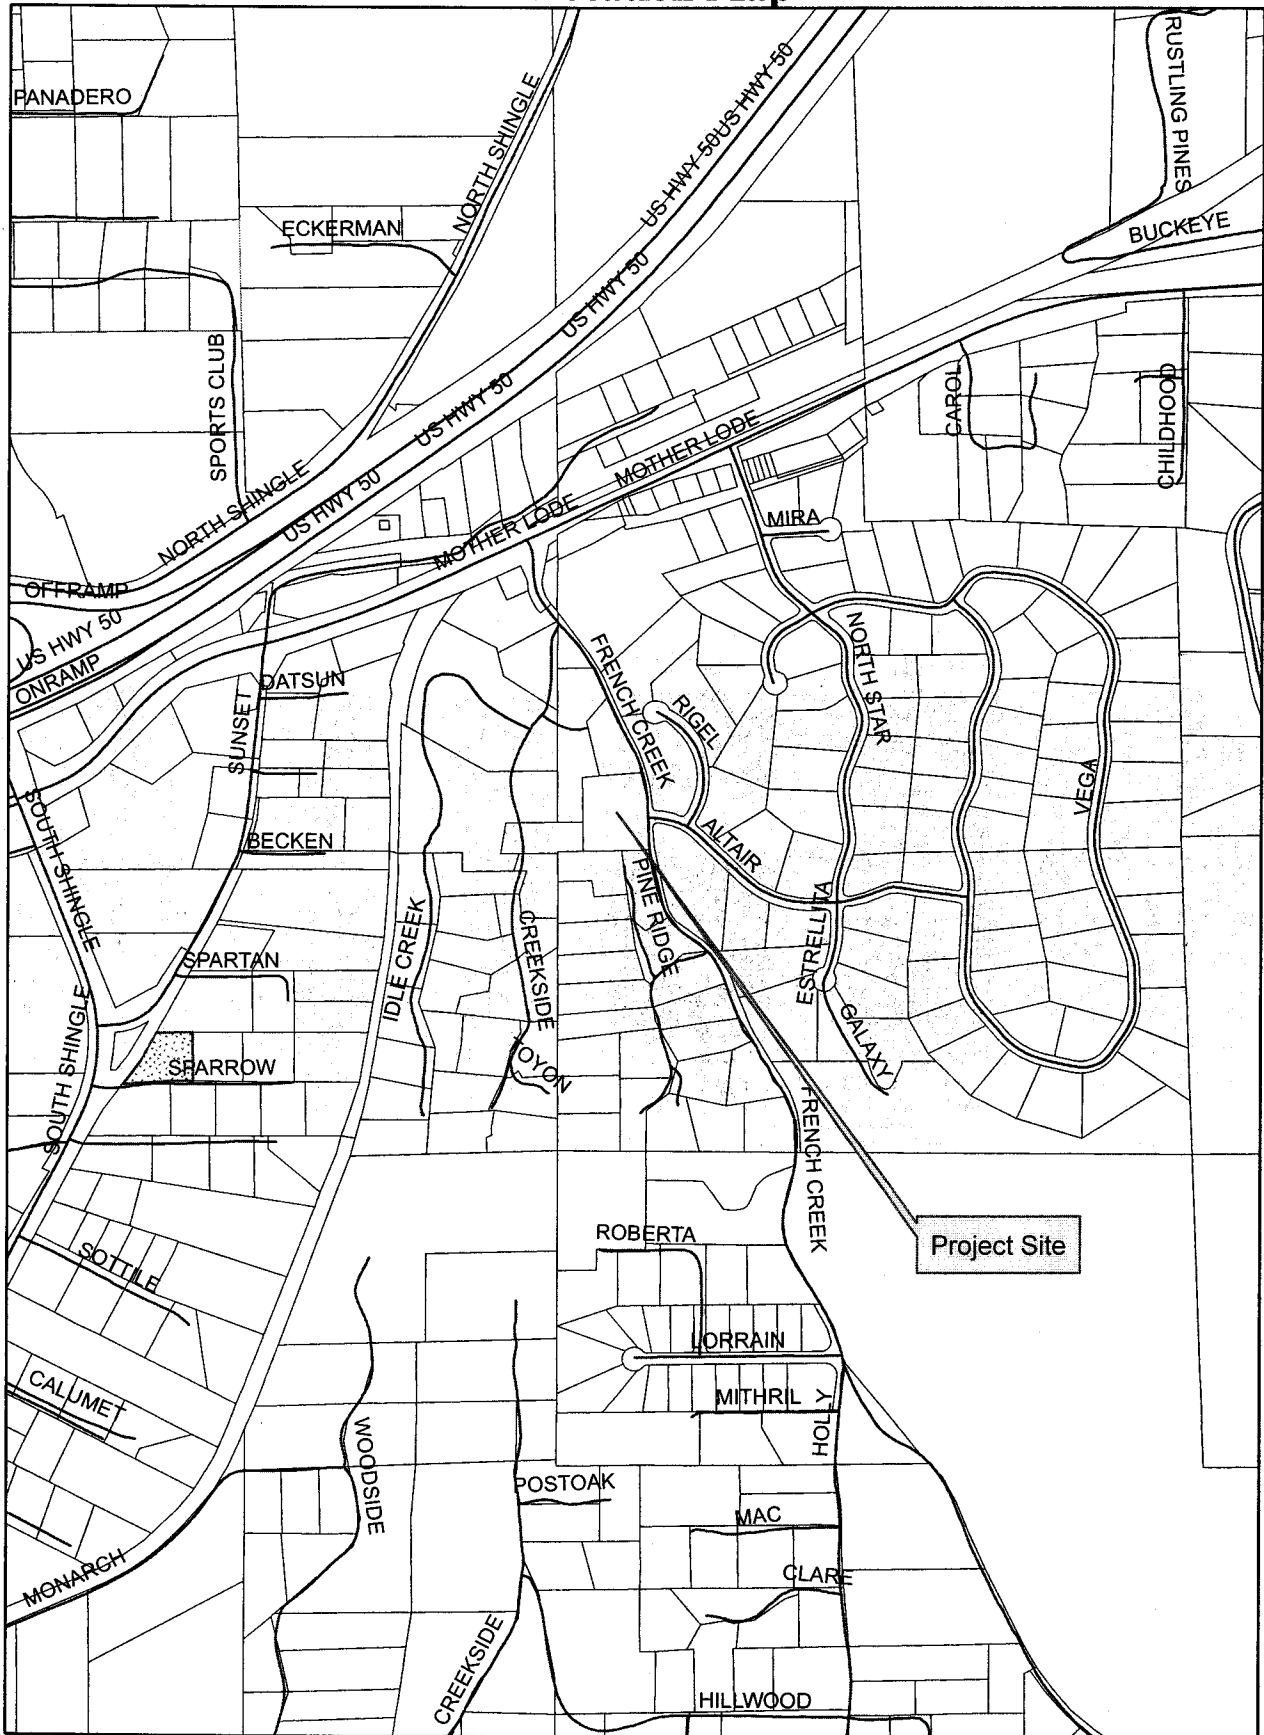 PANADERO
NORTH SHINGLE
US HWY 50
US HWY 50
RUSTLING PINES
ECKERMAN
BUCKEYE
US HWY 50
SPORTS CLUB
US HWY 50
CAROL
CHILDHOOD
NORTH SHINGLE
US HWY 50
MOTHER LODE
MOTHER LODE
MIRA
OFFRAMP
US HWY 50
ONRAMP
DATSUN
SUNSET
FRENCH CREEK
RIGEL
NORTH STAR
VEGA
SOUTH SHINGLE
BECKEN
ALTAIR
PINE RIDGE
IDLE CREEK
CREEKSIDE
ESTRELLITA
SPARTAN
GALAXY
SOUTH SHINGLE
SPARROW
TOYON
FRENCH CREEK
Project Site
ROBERTA
SOTTILE
LORRAIN
MITHRIL
HOLLY
CALUMET
WOODSIDE
POSTOAK
MAC
CLARE
MONARCH
CREEKSIDE
HILLWOOD